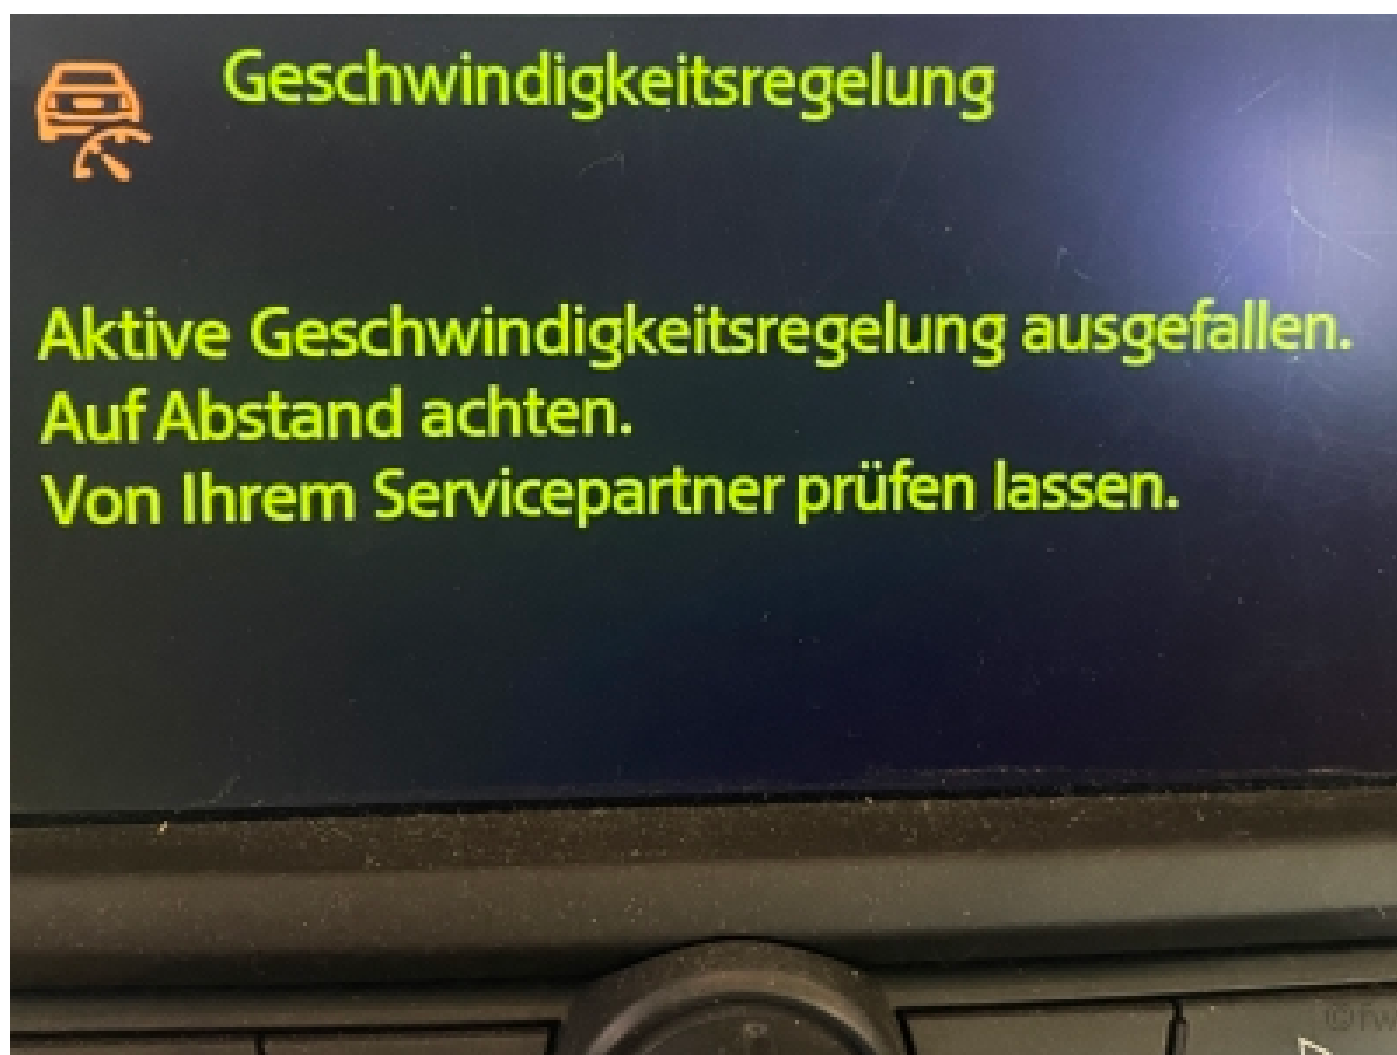 Geschwindigkeitsregelung
Aktive Geschwindigkeitsregelung ausgefallen.
Auf Abstand achten.
Von Ihrem Servicepartner prüfen lassen.